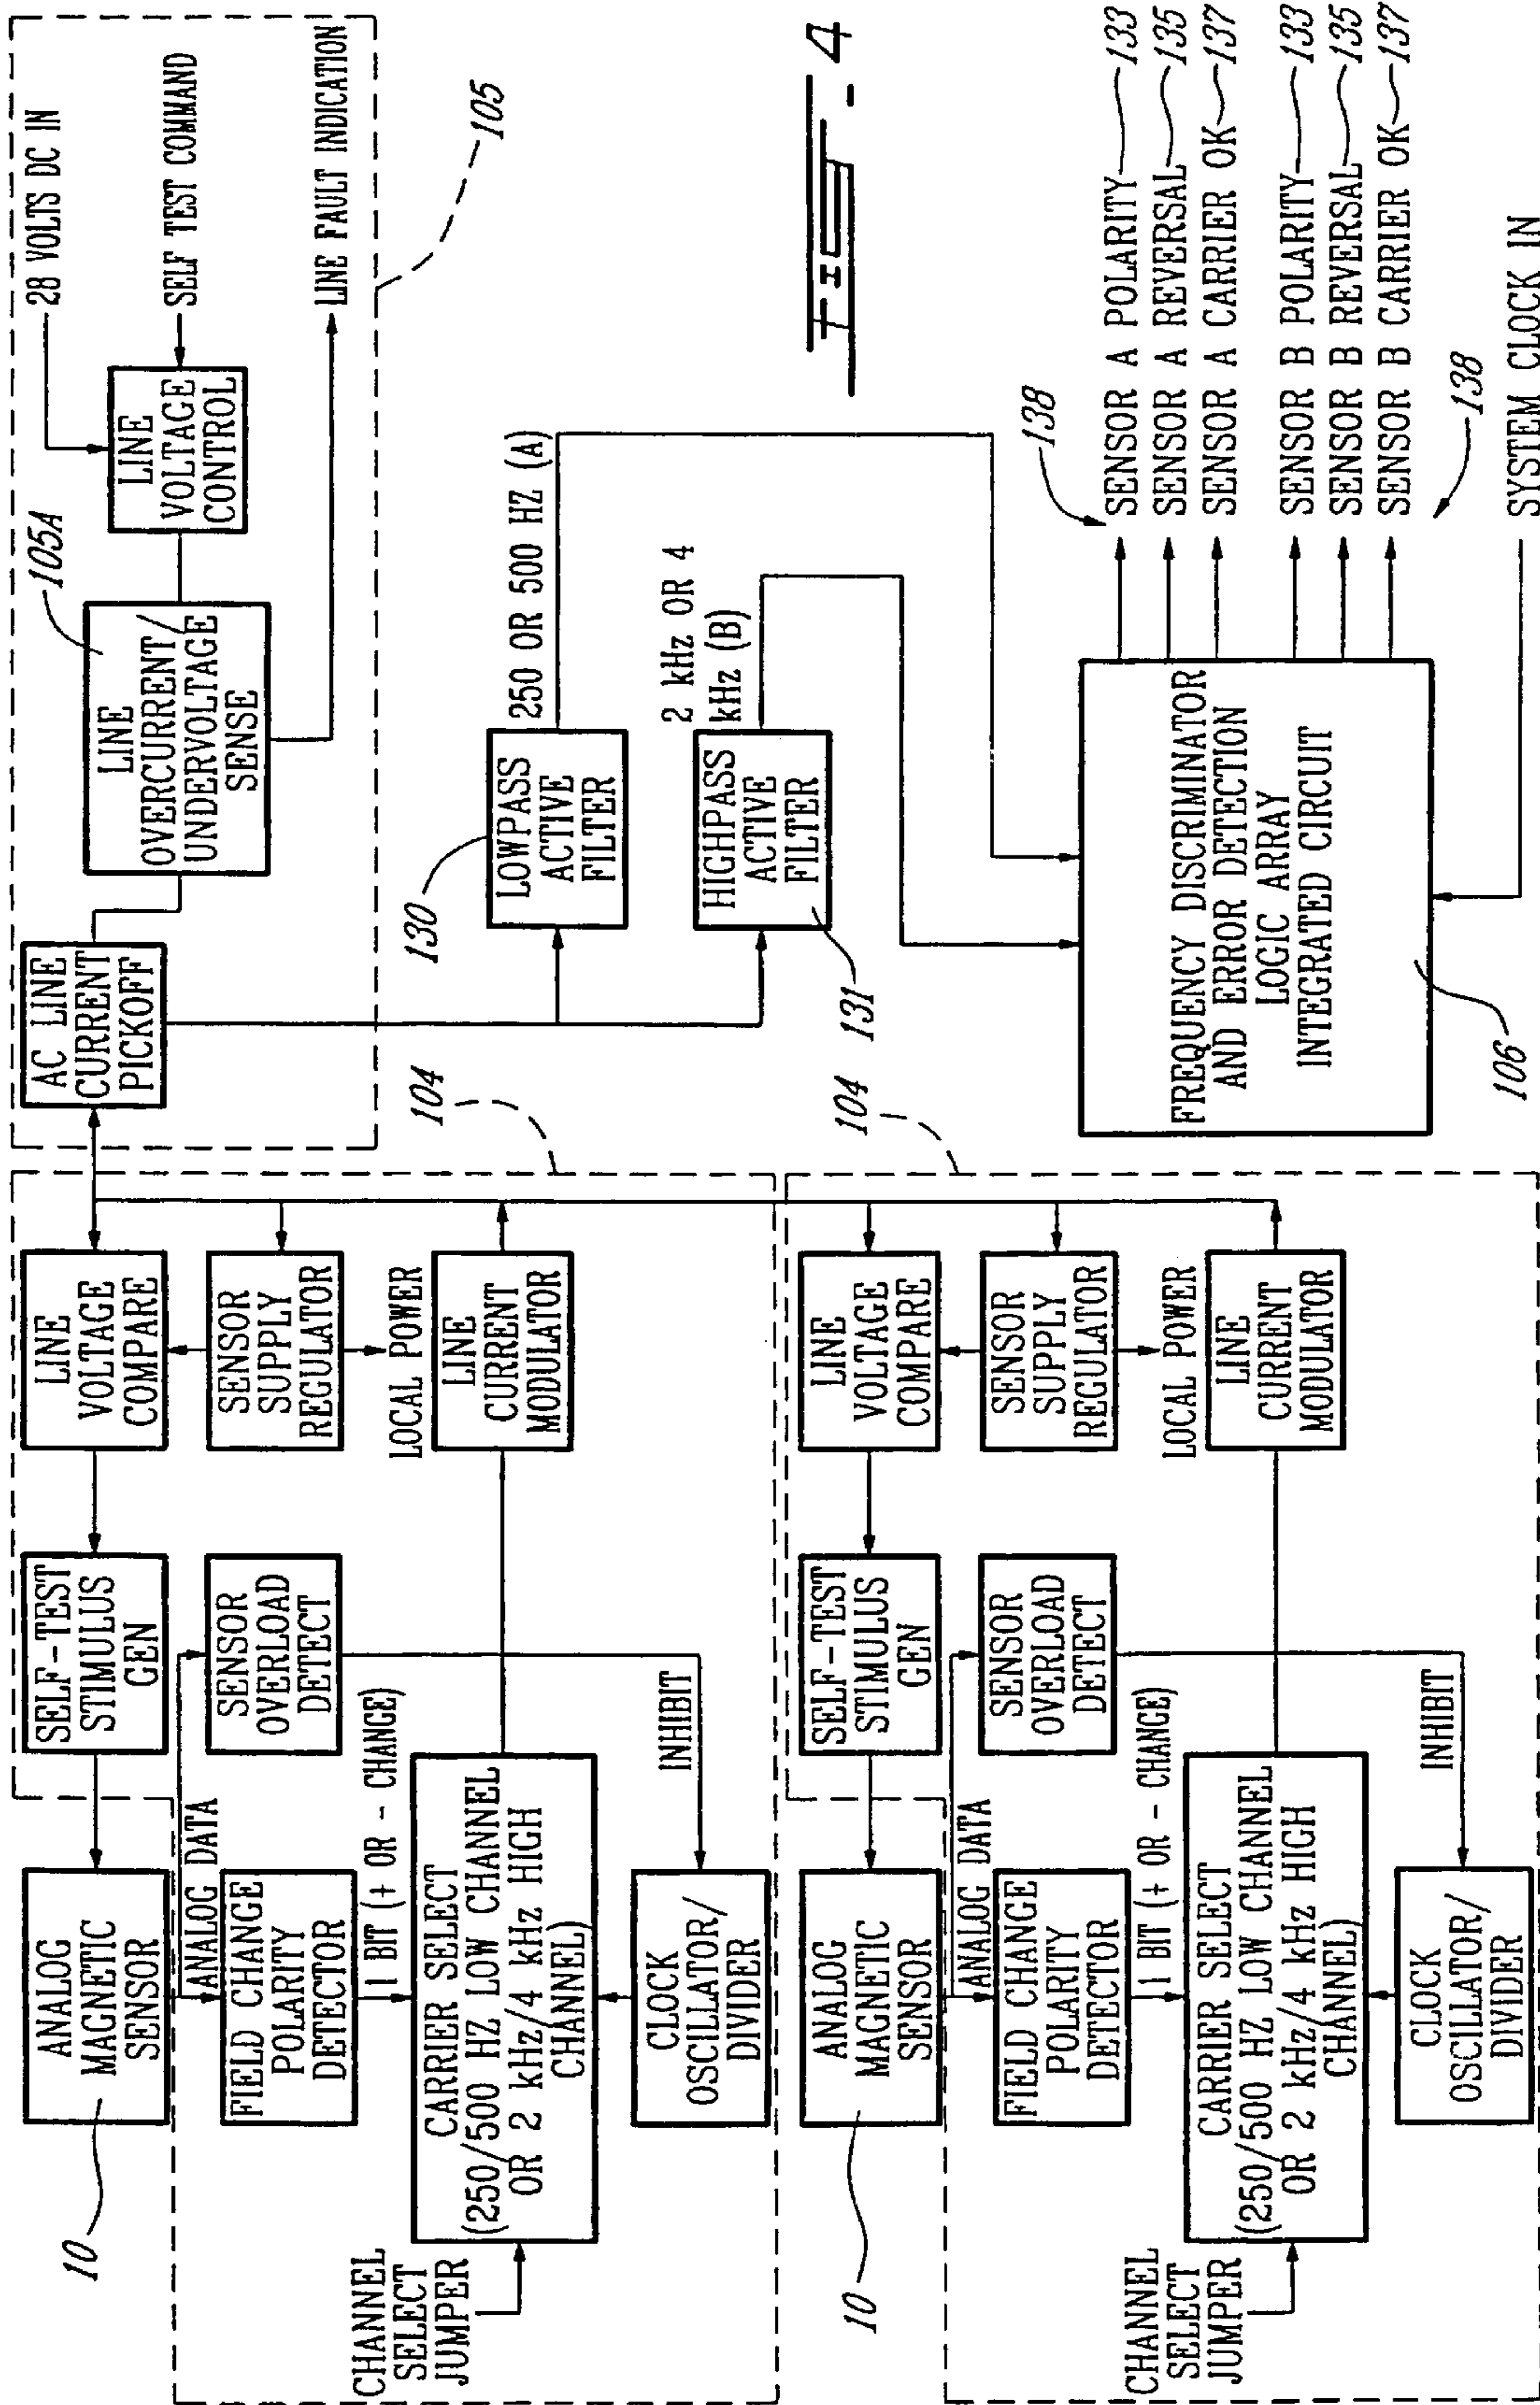 10
ANALOG
MAGNETIC
SENSOR
SELF-TEST
STIMULUS
GEN
LINE
VOLTAGE
COMPARE
ANALOG DATA
FIELD CHANGE
POLARITY
DETECTOR
SENSOR
OVERLOAD
DETECT
SENSOR
SUPPLY
REGULATOR
1 BIT (+ OR - CHANGE)
LOCAL POWER
CHANNEL
SELECT
JUMPER
CARRIER SELECT
(250/500 HZ LOW CHANNEL
OR 2 kHz/4 kHz HIGH
CHANNEL)
LINE
CURRENT
MODULATOR
INHIBIT
CLOCK
OSCILLATOR/
DIVIDER
104
10
ANALOG
MAGNETIC
SENSOR
SELF-TEST
STIMULUS
GEN
LINE
VOLTAGE
COMPARE
ANALOG DATA
FIELD CHANGE
POLARITY
DETECTOR
SENSOR
OVERLOAD
DETECT
SENSOR
SUPPLY
REGULATOR
1 BIT (+ OR - CHANGE)
LOCAL POWER
CHANNEL
SELECT
JUMPER
CARRIER SELECT
(250/500 HZ LOW CHANNEL
OR 2 kHz/4 kHz HIGH
CHANNEL)
LINE
CURRENT
MODULATOR
INHIBIT
CLOCK
OSCILLATOR/
DIVIDER
104
AC LINE
CURRENT
PICKOFF
LINE
OVERCURRENT/
UNDERVOLTAGE
SENSE
105A
LINE
VOLTAGE
CONTROL
28 VOLTS DC IN
SELF TEST COMMAND
LINE FAULT INDICATION
105
130
LOWPASS
ACTIVE
FILTER
250 OR 500 HZ (A)
131
HIGHPASS
ACTIVE
FILTER
2 kHz OR 4
kHz (B)
FIG - 4
FREQUENCY DISCRIMINATOR
AND ERROR DETECTION
LOGIC ARRAY
INTEGRATED CIRCUIT
106
138
SENSOR A POLARITY 133
SENSOR A REVERSAL 135
SENSOR A CARRIER OK 137
SENSOR B POLARITY 133
SENSOR B REVERSAL 135
SENSOR B CARRIER OK 137
138
SYSTEM CLOCK IN